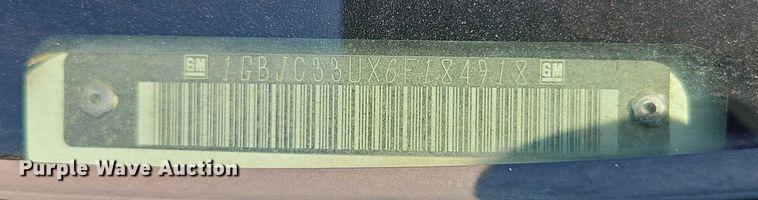 GM 1GBJC33UX6F184918 GM
Purple Wave Auction